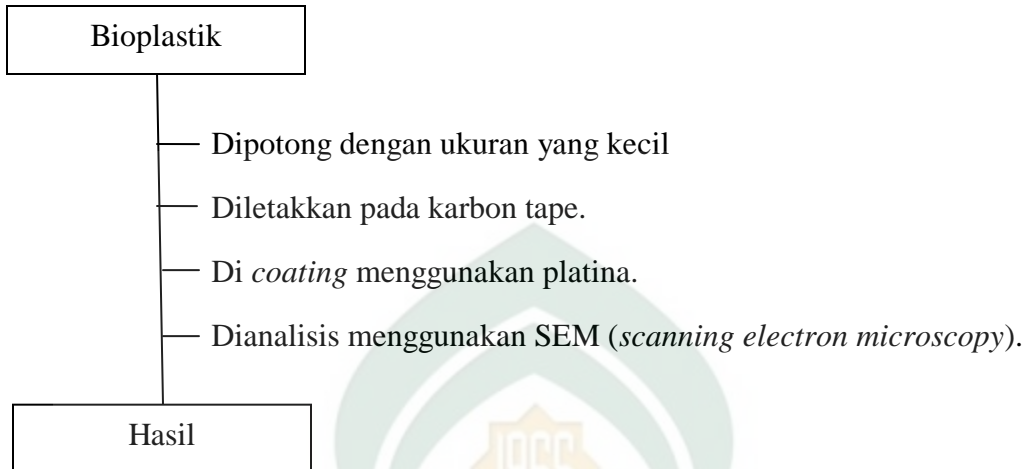 Bioplastik
Dipotong dengan ukuran yang kecil
Diletakkan pada karbon tape.
Di coating menggunakan platina.
Dianalisis menggunakan SEM (scanning electron microscopy).
Hasil